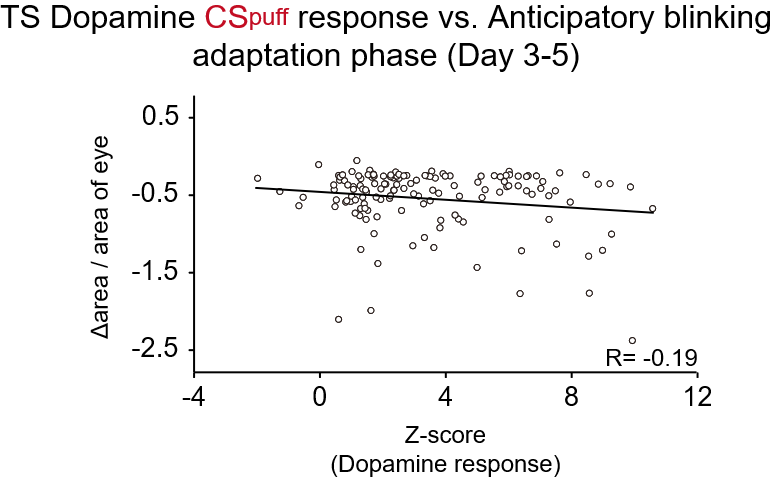 TS Dopamine CSpuff response vs. Anticipatory blinking
adaptation phase (Day 3-5)
Δarea / area of eye
0.5
-0.5
-1.5
-2.5
R= -0.19
-4 0 4 8 12
Z-score
(Dopamine response)